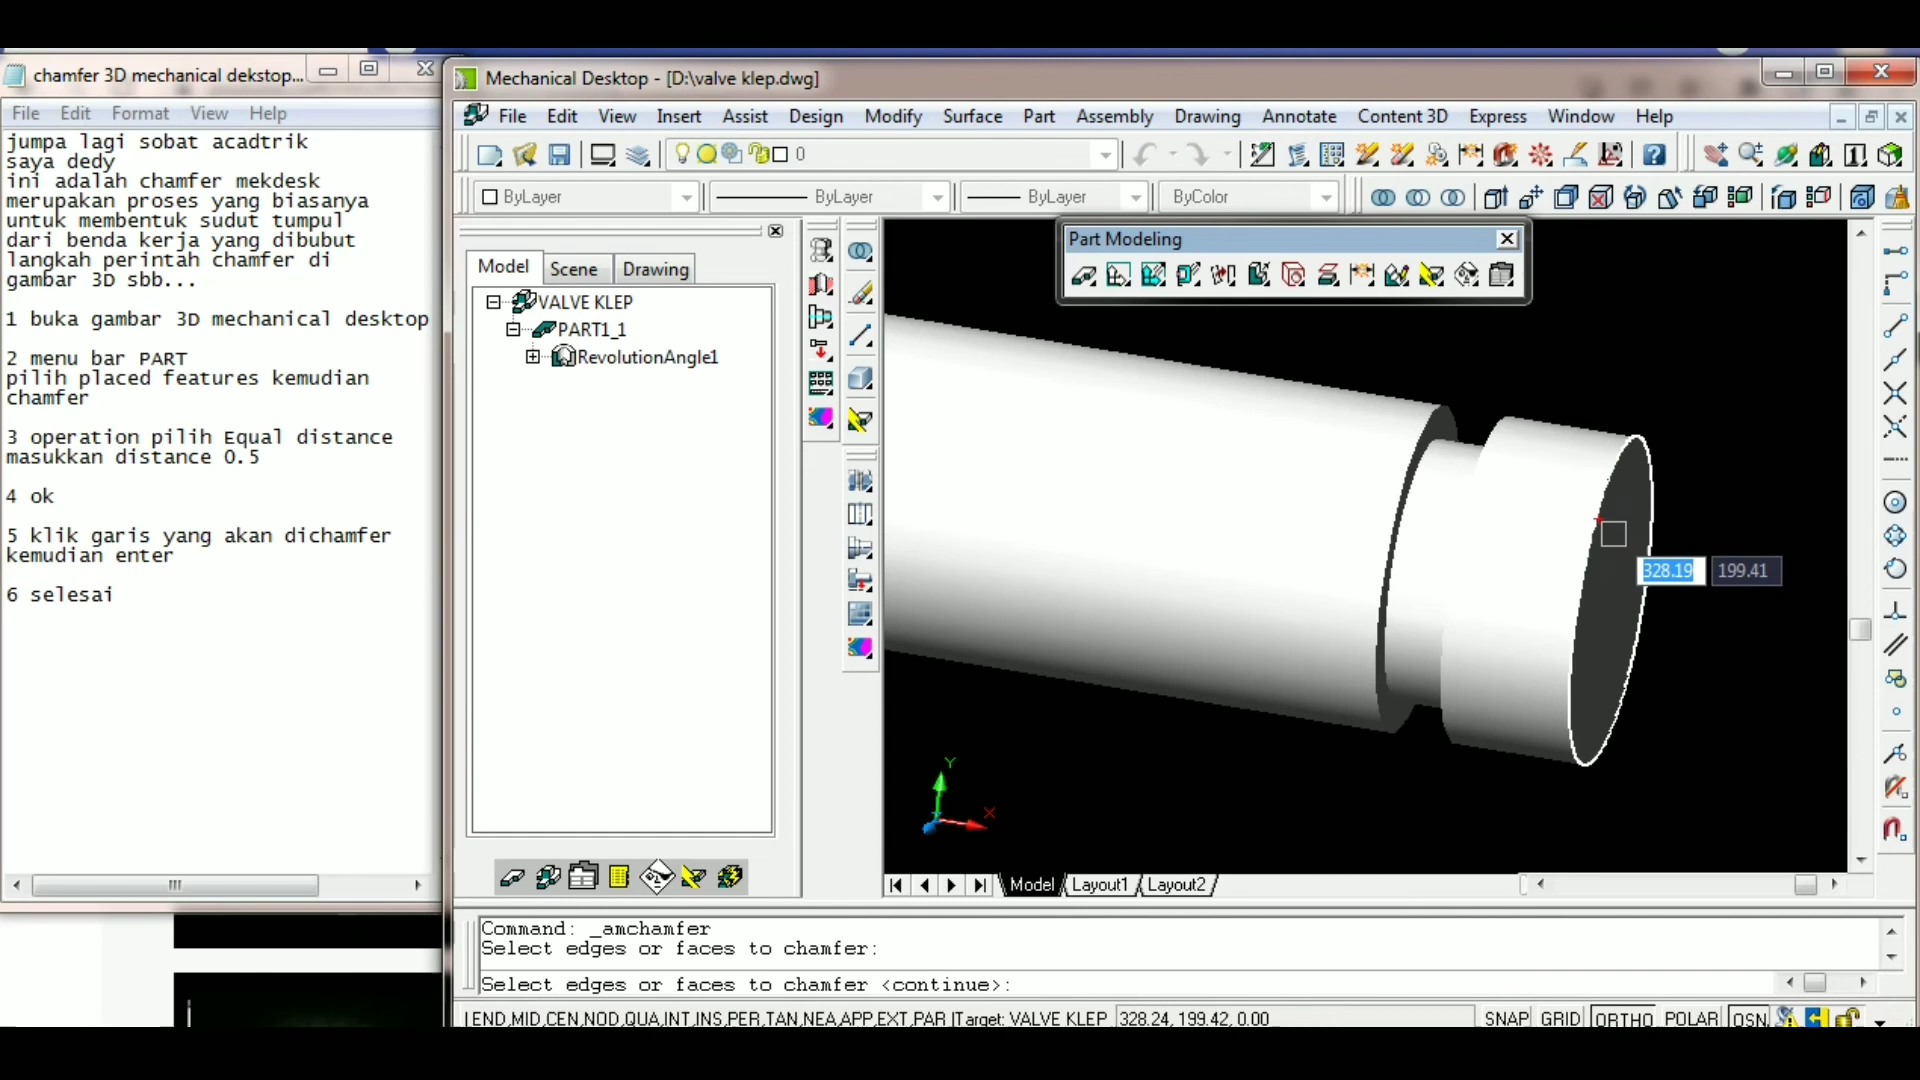 chamfer 3D mechanical dekstop...
File Edit Format View Help
jumpa lagi sobat acadtrik
saya dedy
ini adalah chamfer mekdesk
merupakan proses yang biasanya
untuk membentuk sudut tumpul
dari benda kerja yang dibubut
langkah perintah chamfer di
gambar 3D sbb...
1 buka gambar 3D mechanical desktop
2 menu bar PART
pilih placed features kemudian
chamfer
3 operation pilih Equal distance
masukkan distance 0.5
4 ok
5 klik garis yang akan dichamfer
kemudian enter
6 selesai
Mechanical Desktop - [D:\valve klep.dwg]
File Edit View Insert Assist Design Modify Surface Part Assembly Drawing Annotate Content 3D Express Window Help
0
ByLayer ByLayer ByLayer ByColor
Part Modeling
Model Scene Drawing
VALVE KLEP
PART1_1
RevolutionAngle1
328.19 199.41
Y
X
Model Layout1 Layout2
Command: _amchamfer
Select edges or faces to chamfer:
Select edges or faces to chamfer <continue>:
END,MID,CEN,NOD,QUA,INT,INS,PER,TAN,NEA,APP,EXT,PAR Target: VALVE KLEP 328.24, 199.42, 0.00 SNAP GRID ORTHO POLAR OSN